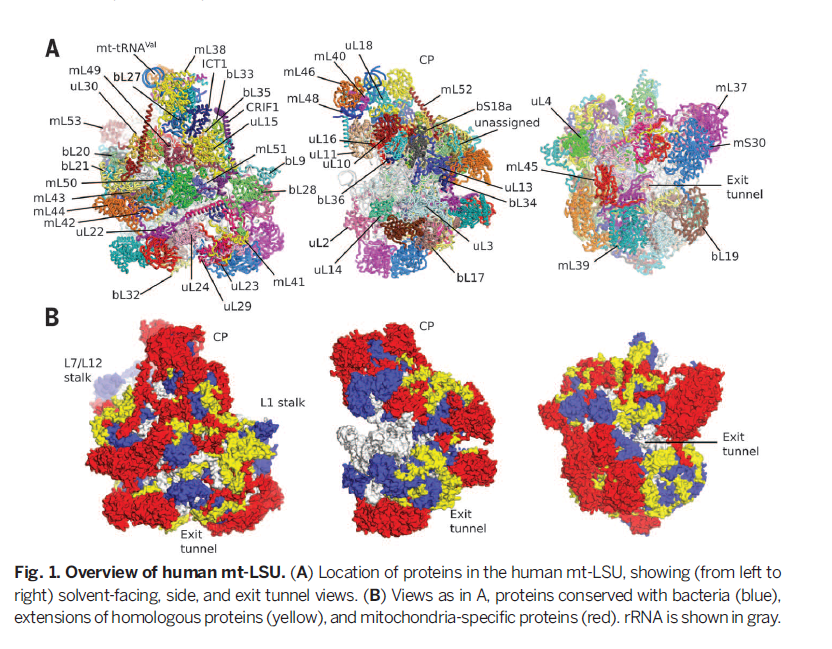 A
mt-tRNAVal
mL38
ICT1
mL49
bL27
bL33
uL30
bL35
CRIF1
uL15
mL53
mL51
bL20
bL9
bL21
mL50
bL28
mL43
mL44
mL42
uL22
mL41
bL32
uL24
uL23
uL29
uL18
mL40
CP
mL46
mL52
mL48
bS18a
unassigned
uL16
uL11
uL10
uL13
bL36
bL34
uL2
uL3
uL14
bL17
mL37
uL4
mS30
mL45
Exit
tunnel
bL19
mL39
B
CP
L7/L12
stalk
L1 stalk
Exit
tunnel
CP
Exit
tunnel
Exit
tunnel
Fig. 1. Overview of human mt-LSU. (A) Location of proteins in the human mt-LSU, showing (from left to
right) solvent-facing, side, and exit tunnel views. (B) Views as in A, proteins conserved with bacteria (blue),
extensions of homologous proteins (yellow), and mitochondria-specific proteins (red). rRNA is shown in gray.